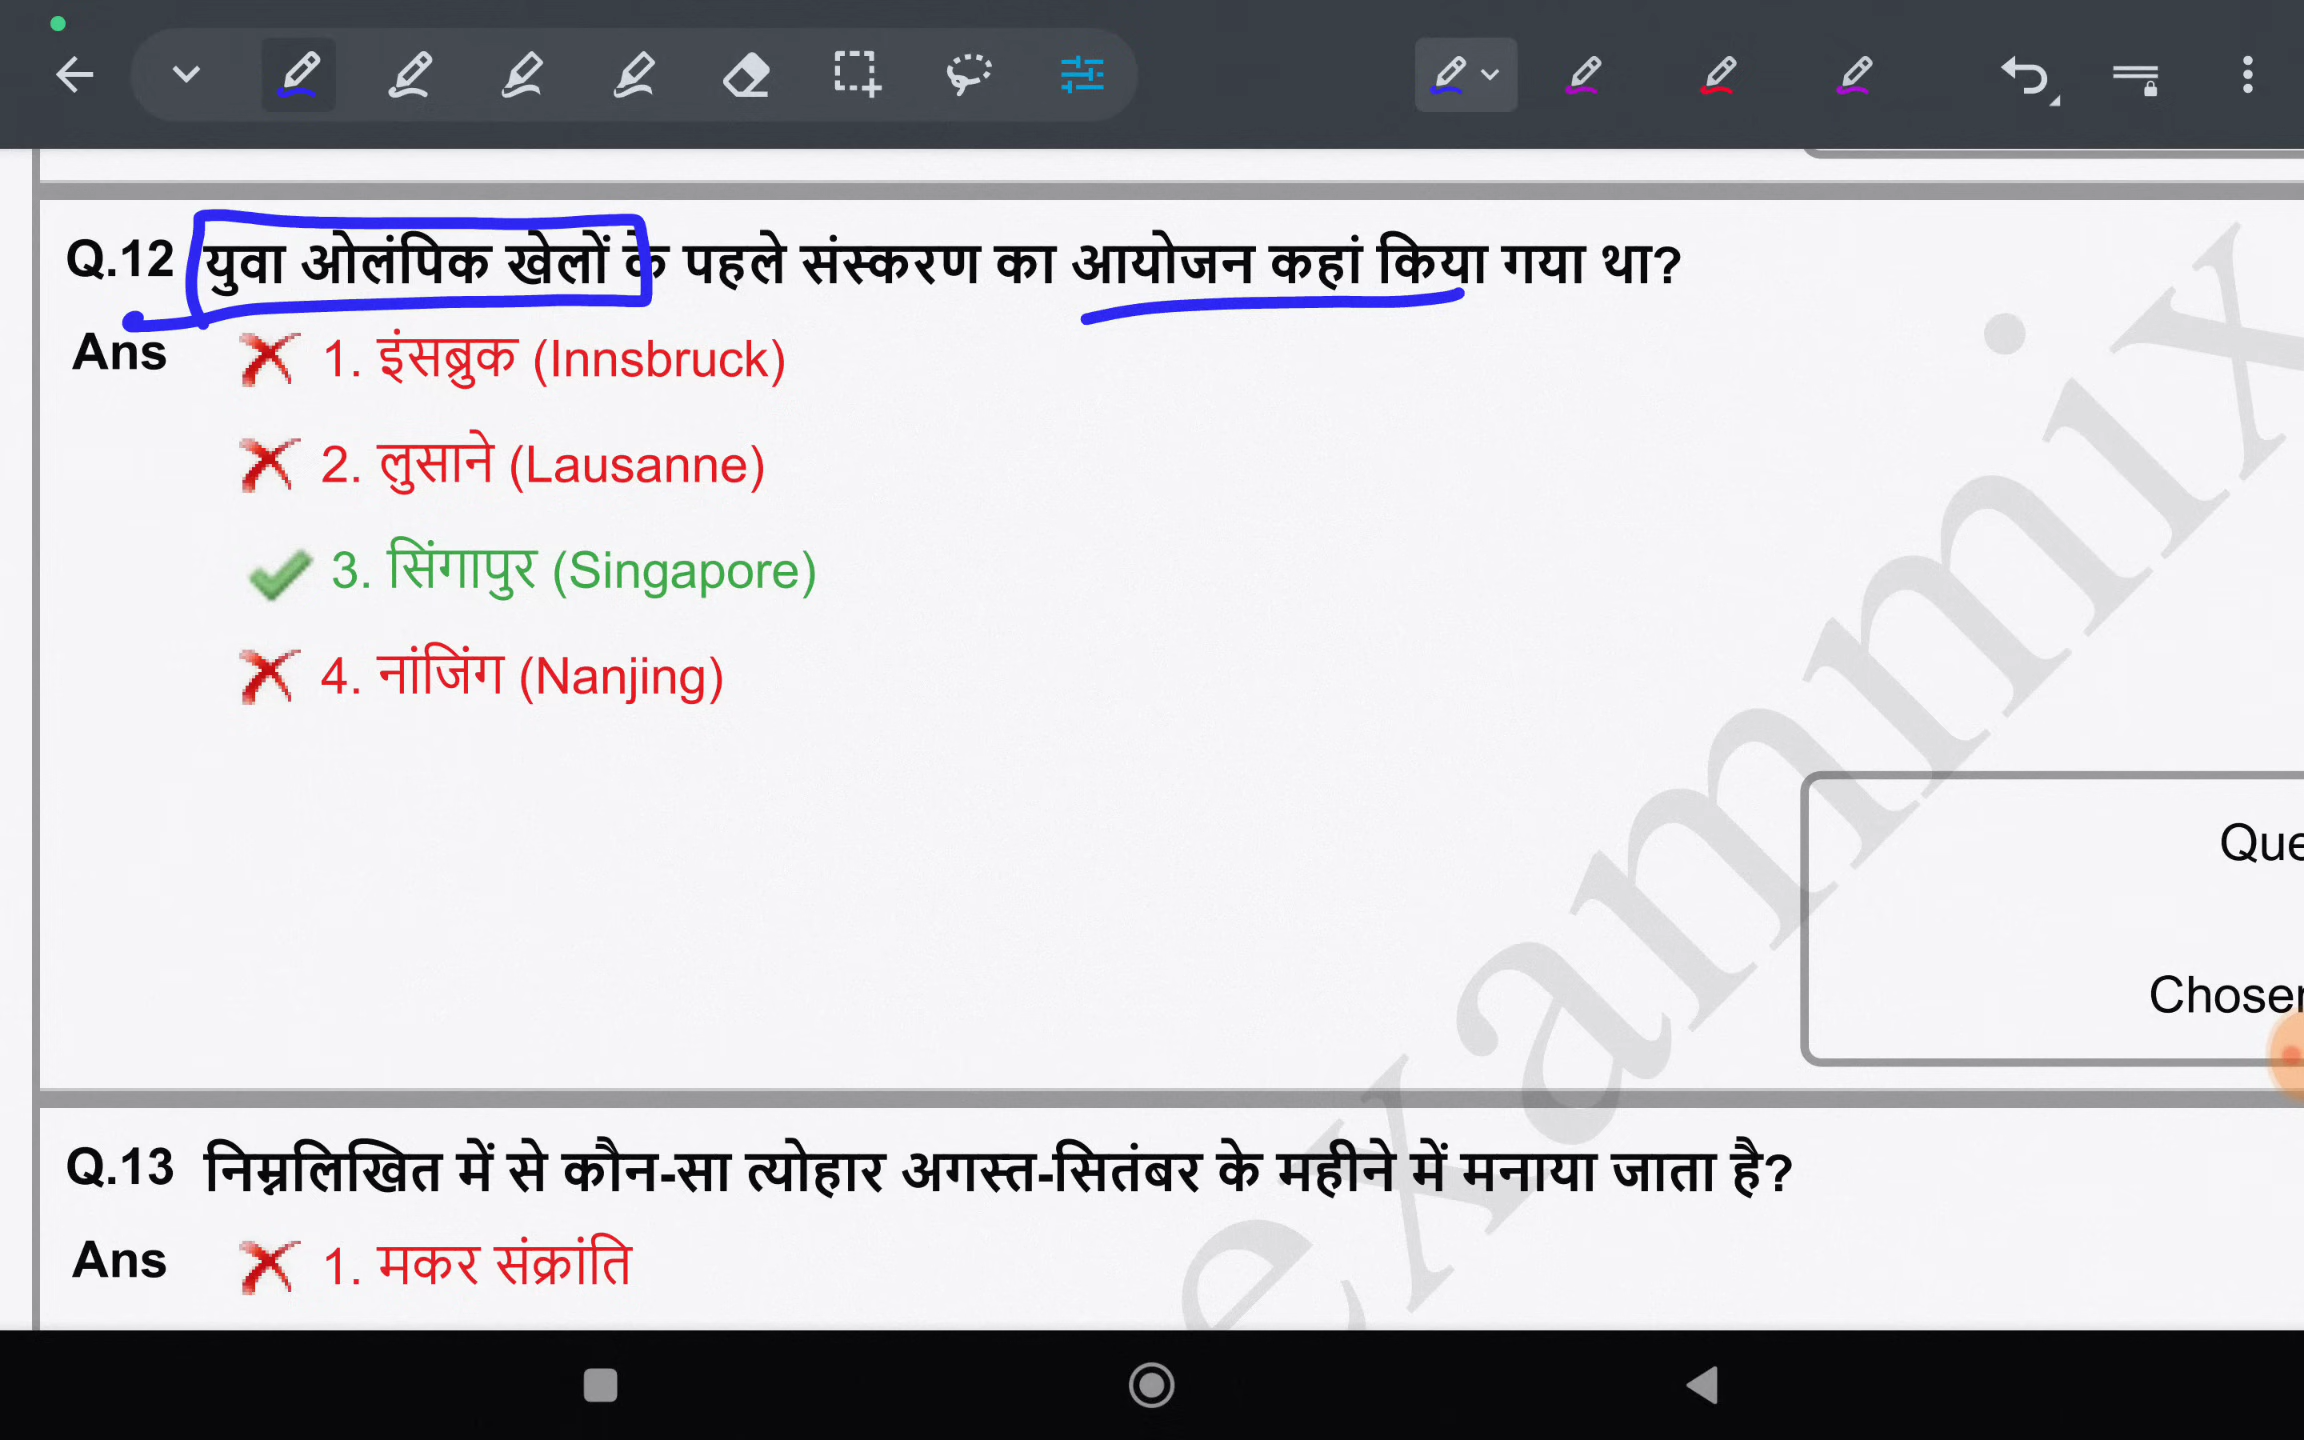 Q.12 युवा ओलंपिक खेलों के पहले संस्करण का आयोजन कहां किया गया था?
Ans 1. इंसब्रुक (Innsbruck)
2. लुसाने (Lausanne)
3. सिंगापुर (Singapore)
4. नांजिंग (Nanjing)
Que
Chosen
Q.13 निम्नलिखित में से कौन-सा त्योहार अगस्त-सितंबर के महीने में मनाया जाता है?
Ans 1. मकर संक्रांति
exammix